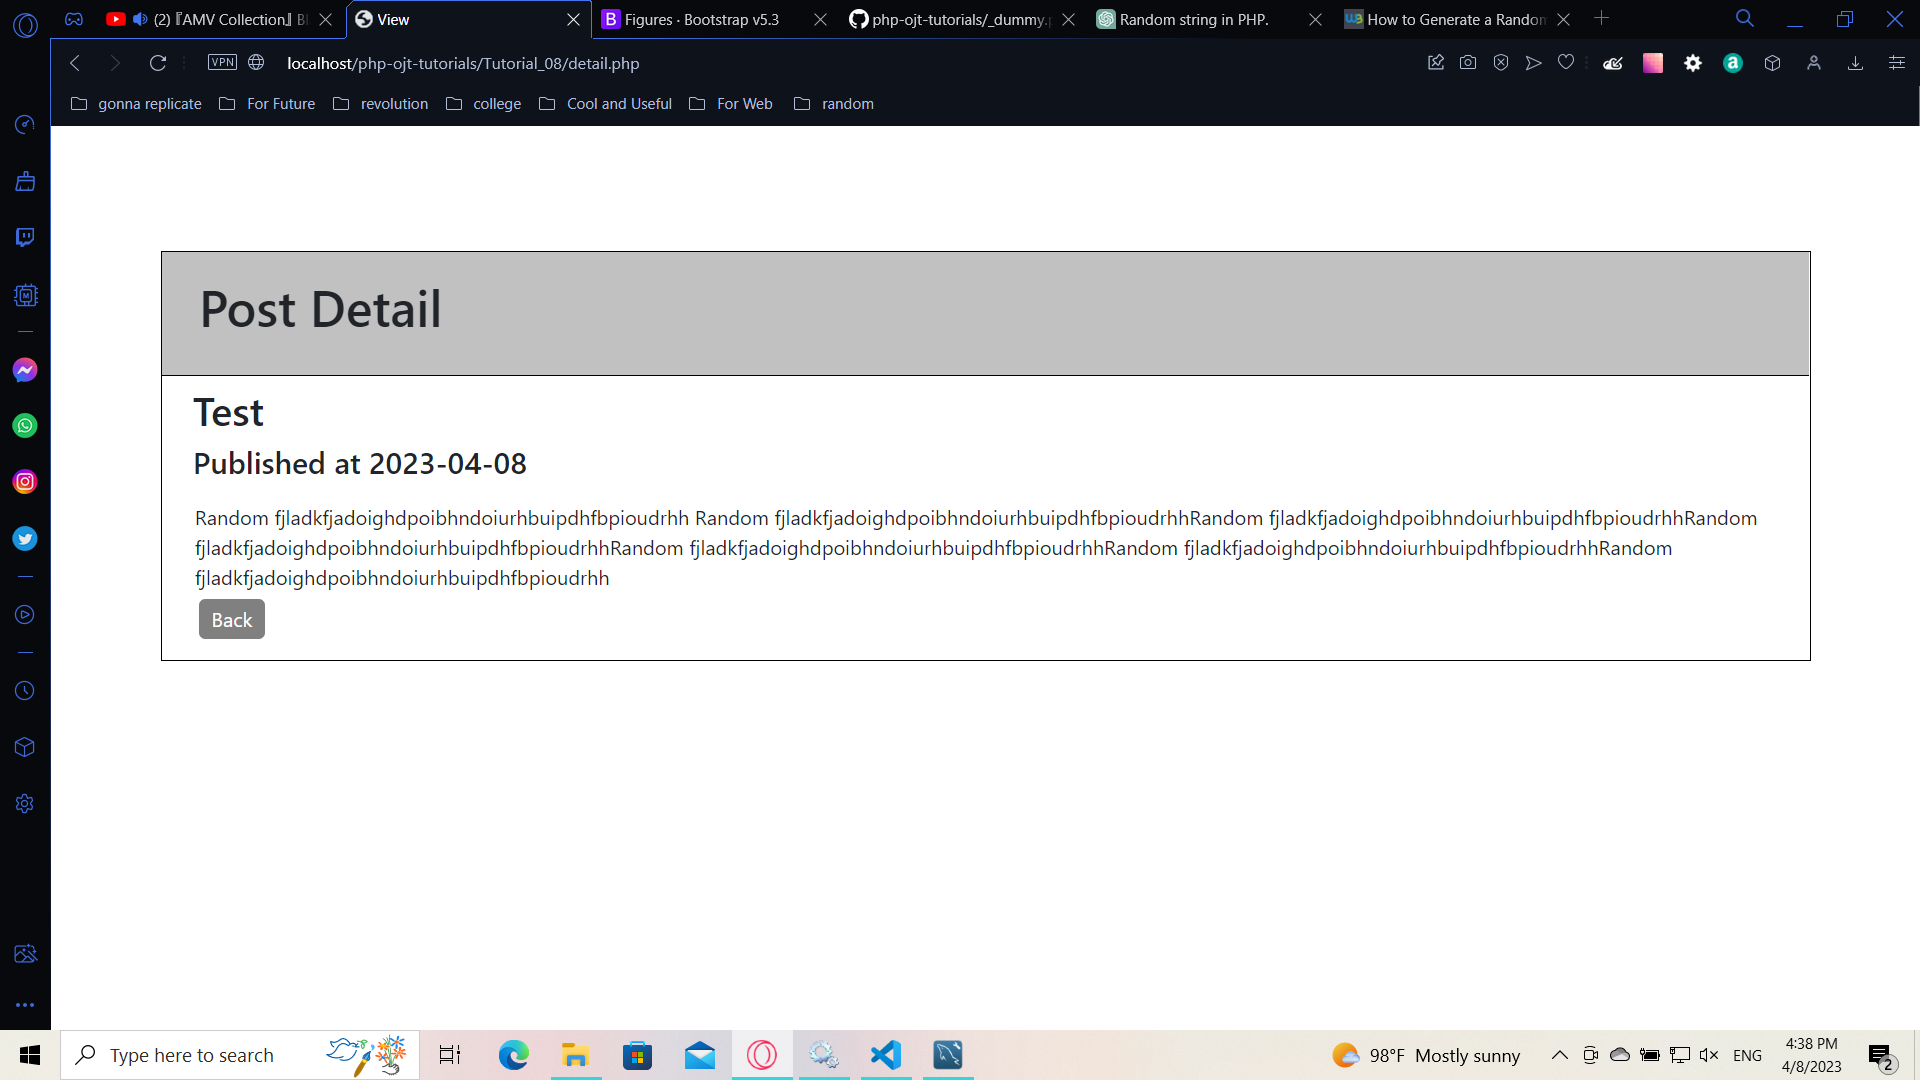 (2)『AMV Collection』 Bl
View
Figures · Bootstrap v5.3
php-ojt-tutorials/_dummy.p
Random string in PHP.
How to Generate a Random
VPN
localhost/php-ojt-tutorials/Tutorial_08/detail.php
gonna replicate
For Future
revolution
college
Cool and Useful
For Web
random
Post Detail
Test
Published at 2023-04-08
Random fjladkfjadoighdpoibhndoiurhbuipdhfbpioudrhh Random fjladkfjadoighdpoibhndoiurhbuipdhfbpioudrhhRandom fjladkfjadoighdpoibhndoiurhbuipdhfbpioudrhhRandom
fjladkfjadoighdpoibhndoiurhbuipdhfbpioudrhhRandom fjladkfjadoighdpoibhndoiurhbuipdhfbpioudrhhRandom fjladkfjadoighdpoibhndoiurhbuipdhfbpioudrhhRandom
fjladkfjadoighdpoibhndoiurhbuipdhfbpioudrhh
Back
Type here to search
98°F Mostly sunny
ENG
4:38 PM
4/8/2023
2